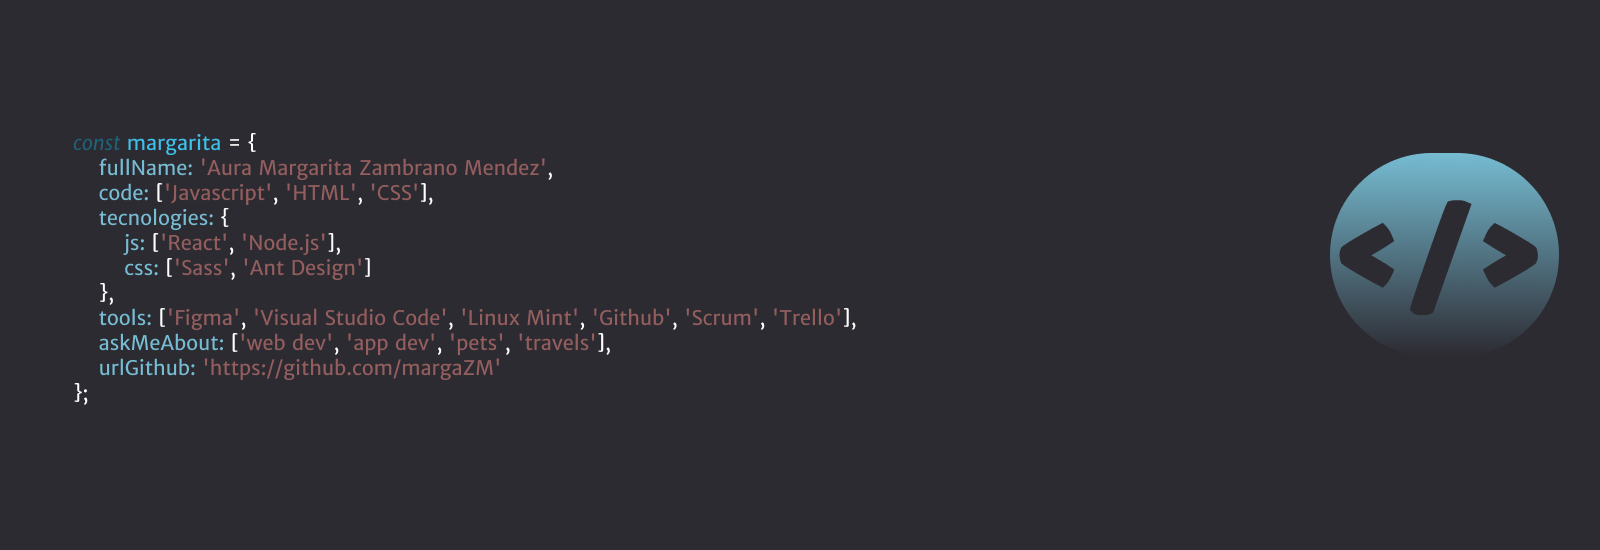 const margarita = {
fullName: 'Aura Margarita Zambrano Mendez',
code: ['Javascript', 'HTML', 'CSS'],
tecnologies: {
js: ['React', 'Node.js'],
css: ['Sass', 'Ant Design']
},
tools: ['Figma', 'Visual Studio Code', 'Linux Mint', 'Github', 'Scrum', 'Trello'],
askMeAbout: ['web dev', 'app dev', 'pets', 'travels'],
urlGithub: 'https://github.com/margaZM'
};
</>